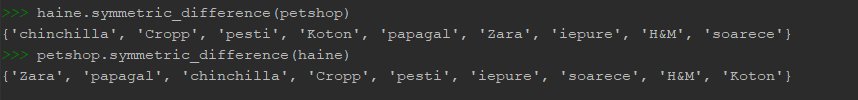 >>> haine.symmetric_difference(petshop)
{'chinchilla', 'Cropp', 'pesti', 'Koton', 'papagal', 'Zara', 'iepure', 'H&M', 'soarece'}
>>> petshop.symmetric_difference(haine)
{'Zara', 'papagal', 'chinchilla', 'Cropp', 'pesti', 'iepure', 'soarece', 'H&M', 'Koton'}